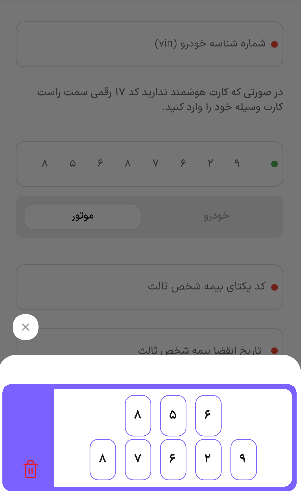 شماره شناسه خودرو (vin)
در صورتی که کارت هوشمند ندارید کد ۱۷ رقمی سمت راست
کارت وسیله خود را وارد کنید.
۸ ۵ ۶ ۸ ۷ ۶ ۲ ۹
خودرو
موتور
کد یکتای بیمه شخص ثالث
تاریخ انقضا بیمه شخص ثالث
۸ ۵ ۶
۸ ۷ ۶ ۲ ۹